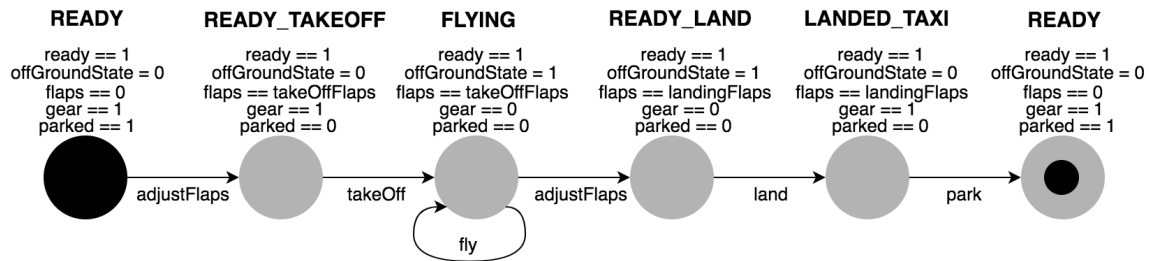 READY
ready == 1
offGroundState = 0
flaps == 0
gear == 1
parked == 1
READY_TAKEOFF
ready == 1
offGroundState = 0
flaps == takeOffFlaps
gear == 1
parked == 0
FLYING
ready == 1
offGroundState = 1
flaps == takeOffFlaps
gear == 0
parked == 0
READY_LAND
ready == 1
offGroundState = 1
flaps == landingFlaps
gear == 0
parked == 0
LANDED_TAXI
ready == 1
offGroundState = 0
flaps == landingFlaps
gear == 1
parked == 0
READY
ready == 1
offGroundState = 0
flaps == 0
gear == 1
parked == 1
adjustFlaps
takeOff
adjustFlaps
land
park
fly